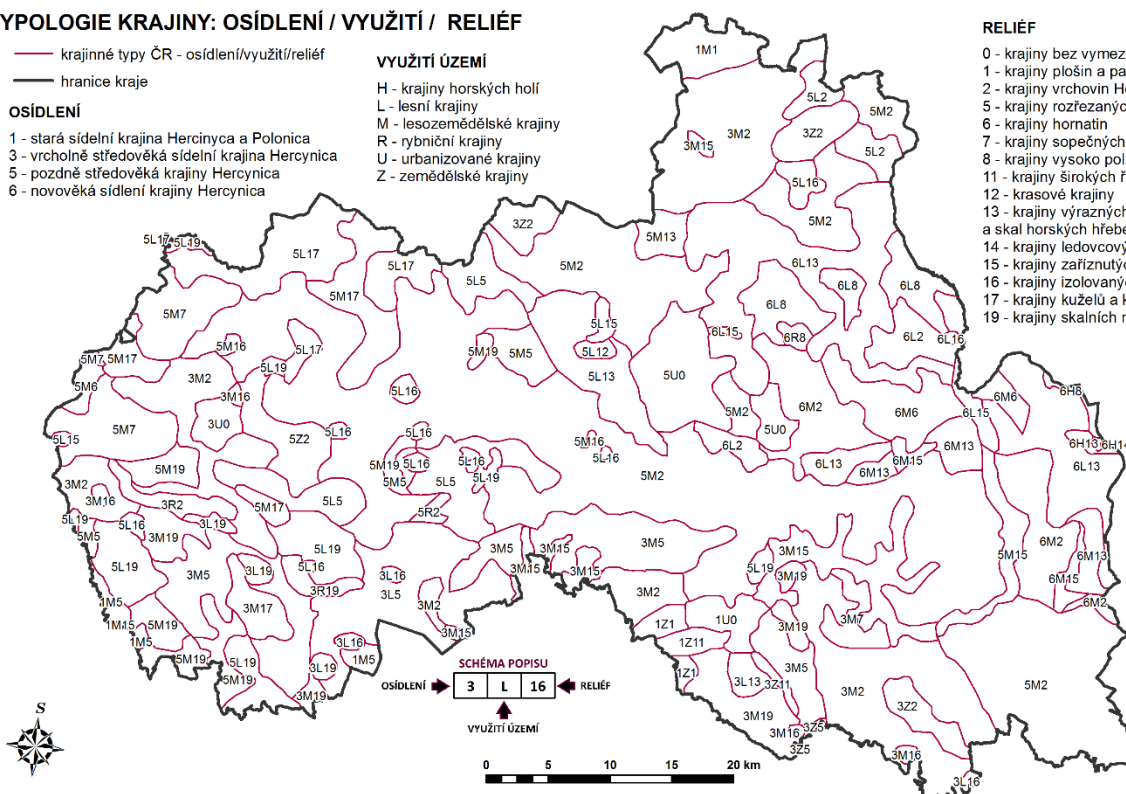 YPOLOGIE KRAJINY: OSÍDLENÍ / VYUŽITÍ / RELIÉF
krajinné typy ČR - osídlení/využití/reliéf
hranice kraje
OSÍDLENÍ
1 - stará sídelní krajina Hercinyca a Polonica
3 - vrcholně středověká sídelní krajina Hercynica
5 - pozdně středověká krajiny Hercynica
6 - novověká sídlení krajiny Hercynica
VYUŽITÍ ÚZEMÍ
H - krajiny horských holí
L - lesní krajiny
M - lesozemědělské krajiny
R - rybniční krajiny
U - urbanizované krajiny
Z - zemědělské krajiny
RELIÉF
0 - krajiny bez vymez
1 - krajiny plošin a pa
2 - krajiny vrchovin He
5 - krajiny rozřezanýc
6 - krajiny hornatin
7 - krajiny sopečných
8 - krajiny vysoko pol
11 - krajiny širokých ř
12 - krasové krajiny
13 - krajiny výrazných
a skal horských hřebe
14 - krajiny ledovcový
15 - krajiny zaříznutýc
16 - krajiny izolovanýc
17 - krajiny kuželů a k
19 - krajiny skalních m
1M1
5L2
5M2
3M2
3Z2
3M15
5L2
5L16
3Z2
5M2
5M13
5L17
5L19
5L17
5L17
5M2
5L5
6L13
5M17
6L8
6L8
6L8
5M7
5L15
6L15
6R8
6L2
6L16
5M16
5L17
5M19
5M5
5L12
5M7
5M17
5L19
5L13
5U0
3M2
5M6
3M16
5L16
6M6
6H8
5M7
3U0
5M2
6M2
6M6
6L15
5L16
5L16
5Z2
5U0
5L15
5M16
5L16
6L2
6M13
6H13
6H14
5M19
5M19
5L16
5L16
5M5
5L5
5L19
5M2
6L13
6M13
6M15
6L13
3M2
3M16
3R2
5M17
5L5
5R2
5L19
5M5
5L16
3M19
3L19
5L19
3M5
3M15
3M5
3M15
5M15
6M2
6M13
5L19
3M5
3L19
5L16
3R19
3L16
3L5
3M15
3M15
5L19
3M19
6M15
1M5
3M17
3M2
3M2
6M2
1M15
5M19
1M5
3M15
1Z1
1U0
3M19
3M7
3L16
1Z11
5M19
5L19
3L19
1M5
5M19
1Z1
3L13
3Z11
3M5
3M2
5M2
3M19
3Z2
3M19
3M16
3Z5
3Z5
3M16
3L16
SCHÉMA POPISU
OSÍDLENÍ 3 L 16 RELIÉF
VYUŽITÍ ÚZEMÍ
S
0 5 10 20 km